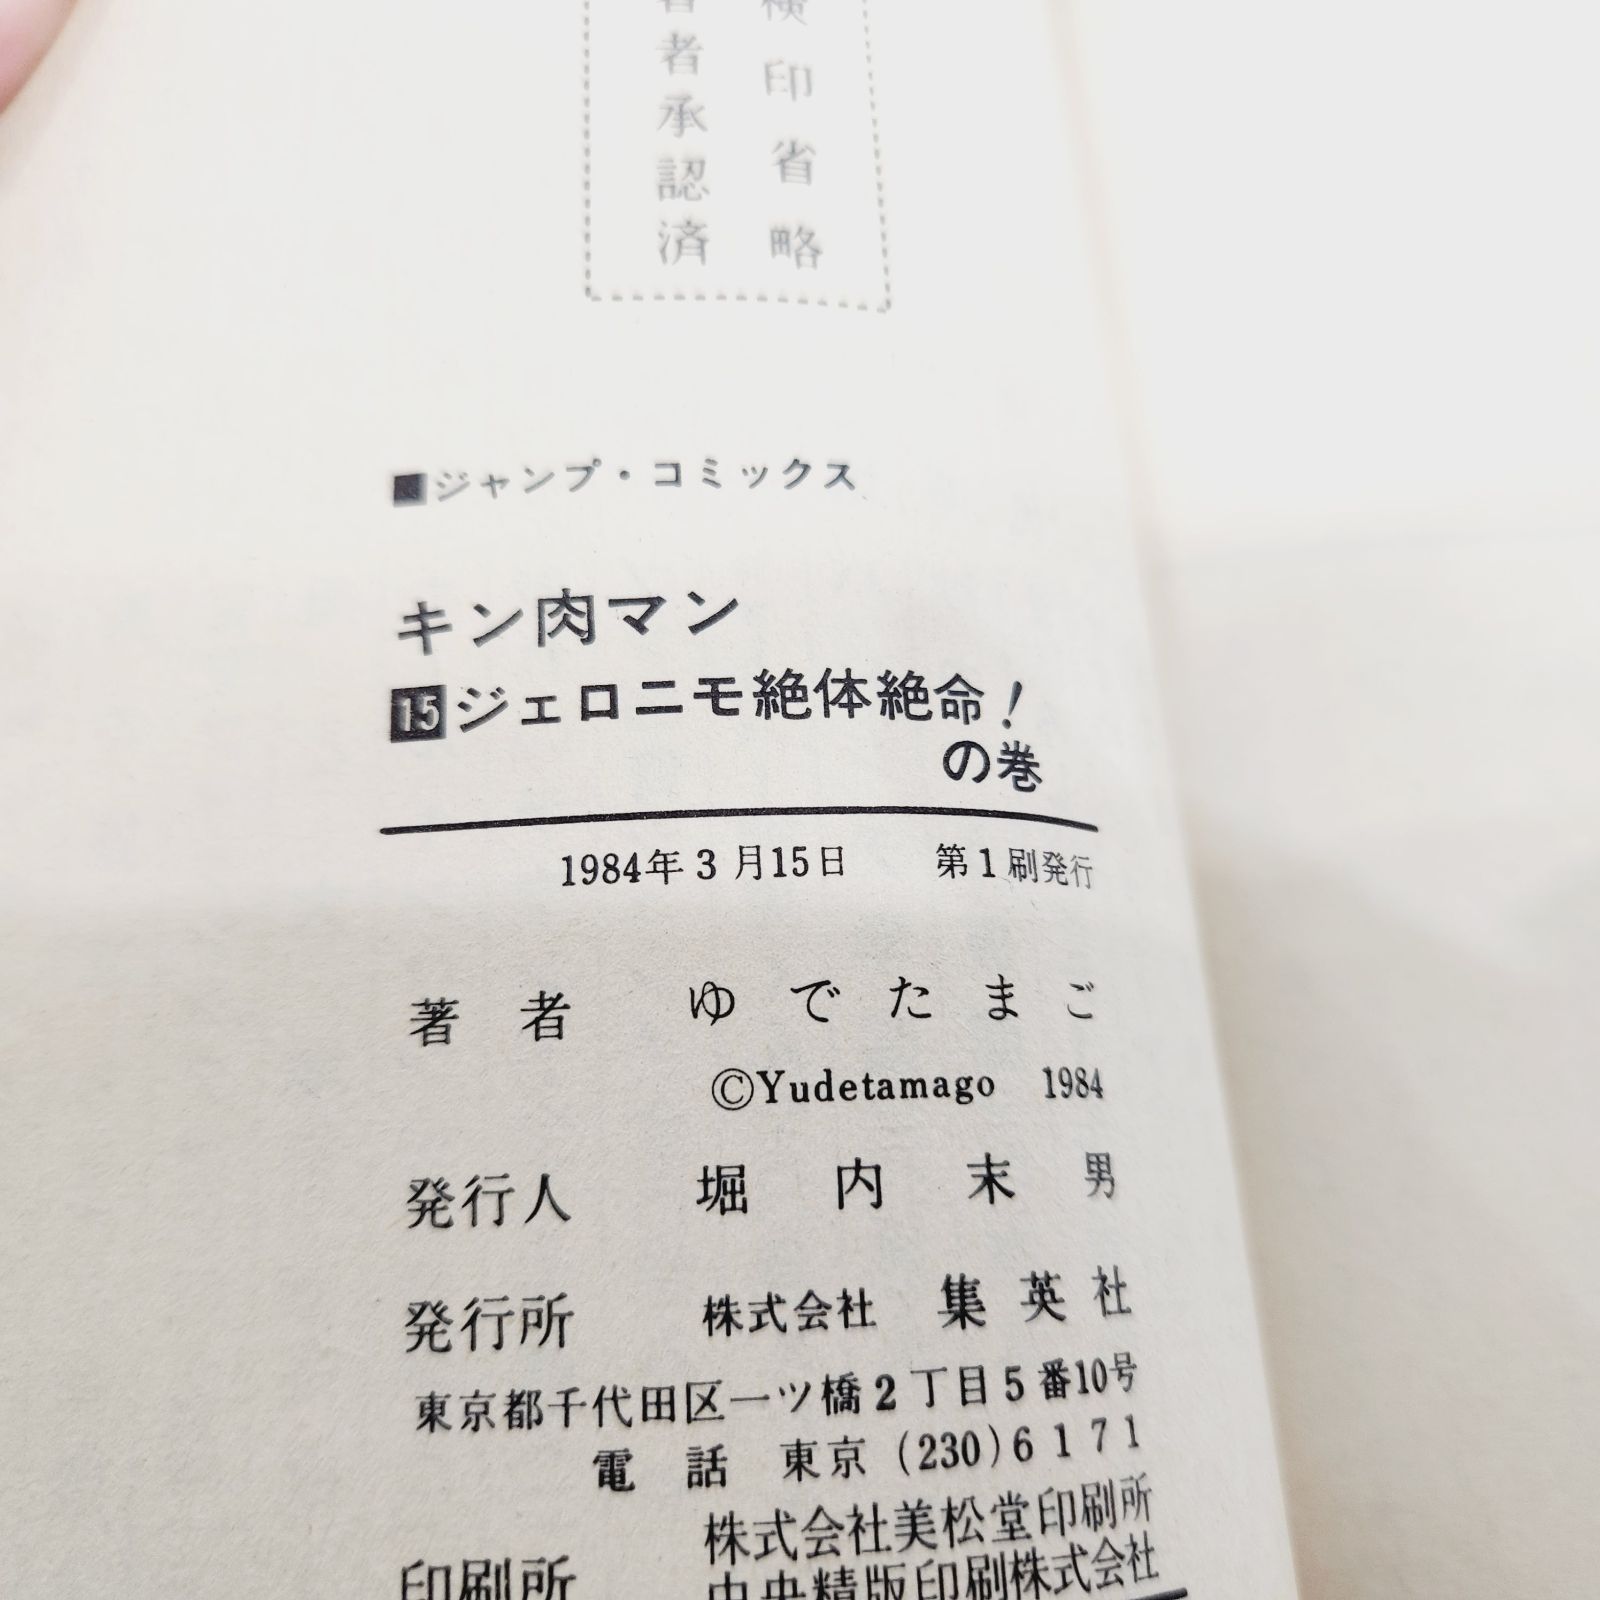 検印省略
著者承認済
■ジャンプ・コミックス
キン肉マン
15ジェロニモ絶体絶命!
の巻
1984年3月15日 第1刷発行
著者 ゆでたまご
©Yudetamago 1984
発行人 堀内末男
発行所 株式会社 集英社
東京都千代田区一ツ橋2丁目5番10号
電話 東京(230)6171
株式会社美松堂印刷所
印刷所
中央精版印刷株式会社